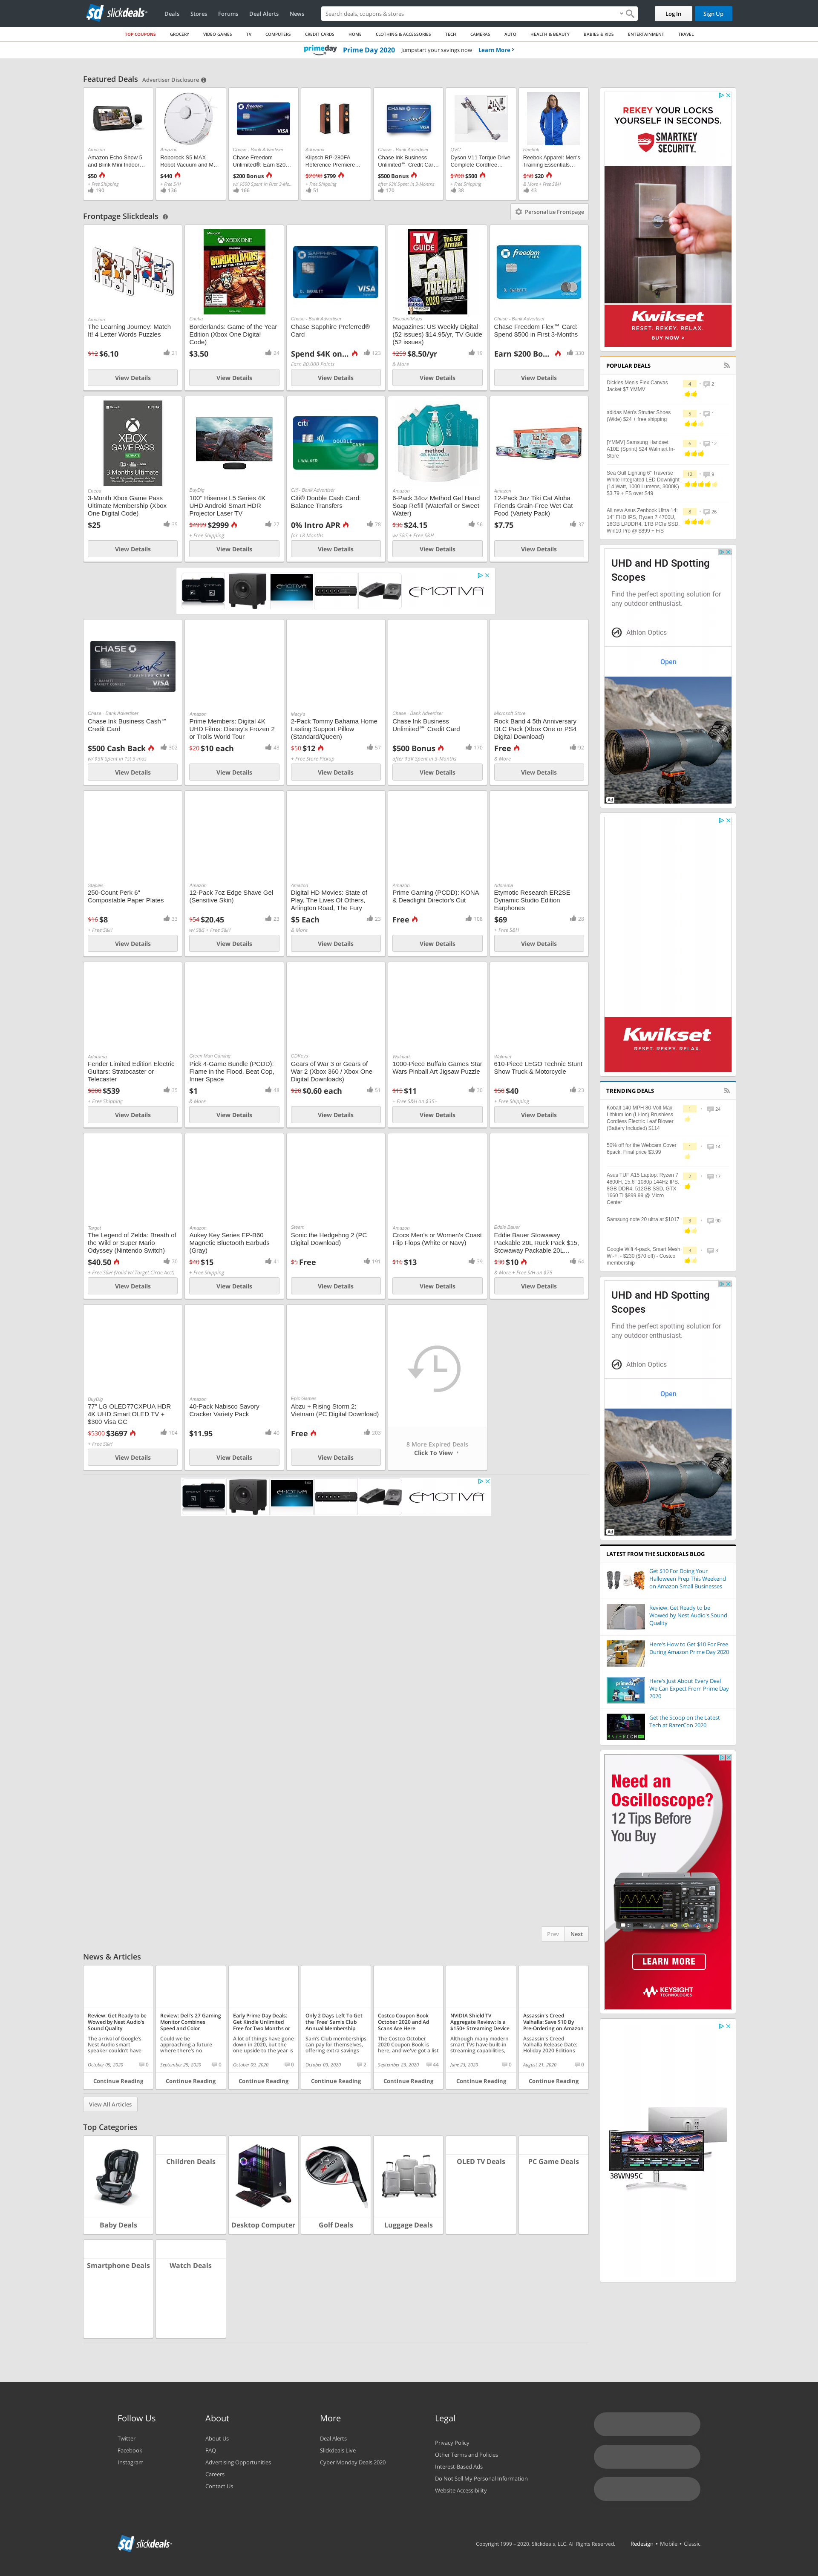 slickdeals
Deals Stores Forums Deal Alerts News
Search deals, coupons & stores
Log In Sign Up
TOP COUPONS GROCERY VIDEO GAMES TV COMPUTERS CREDIT CARDS HOME CLOTHING & ACCESSORIES TECH CAMERAS AUTO HEALTH & BEAUTY BABIES & KIDS ENTERTAINMENT TRAVEL
primeday Prime Day 2020 Jumpstart your savings now Learn More
Featured Deals Advertiser Disclosure
Amazon
Amazon Echo Show 5
and Blink Mini Indoor...
$50
+ Free Shipping
190
Amazon
Roborock S5 MAX
Robot Vacuum and M...
$440
+ Free S/H
136
Chase - Bank Advertiser
Chase Freedom
Unlimited®: Earn $20...
$200 Bonus
w/ $500 Spent in First 3-Mo...
166
Adorama
Klipsch RP-280FA
Reference Premiere...
$2098 $799
+ Free Shipping
51
Chase - Bank Advertiser
Chase Ink Business
Unlimited℠ Credit Car...
$500 Bonus
after $3K Spent in 3-Months
170
QVC
Dyson V11 Torque Drive
Complete Cordfree...
$700 $500
+ Free Shipping
38
Reebok
Reebok Apparel: Men's
Training Essentials...
$50 $20
& More + Free S&H
43
Frontpage Slickdeals
Personalize Frontpage
Amazon
The Learning Journey: Match
It! 4 Letter Words Puzzles
$12 $6.10
21
View Details
Eneba
Borderlands: Game of the Year
Edition (Xbox One Digital
Code)
$3.50
24
View Details
Chase - Bank Advertiser
Chase Sapphire Preferred®
Card
Spend $4K on...
123
Earn 60,000 Points
View Details
DiscountMags
Magazines: US Weekly Digital
(52 issues) $14.95/yr, TV Guide
(52 issues)
$259 $8.50/yr
19
& More
View Details
Chase - Bank Advertiser
Chase Freedom Flex℠ Card:
Spend $500 in First 3-Months
Earn $200 Bo...
330
View Details
Eneba
3-Month Xbox Game Pass
Ultimate Membership (Xbox
One Digital Code)
$25
35
View Details
BuyDig
100" Hisense L5 Series 4K
UHD Android Smart HDR
Projector Laser TV
$4999 $2999
27
+ Free Shipping
View Details
Citi - Bank Advertiser
Citi® Double Cash Card:
Balance Transfers
0% Intro APR
78
for 18 Months
View Details
Amazon
6-Pack 34oz Method Gel Hand
Soap Refill (Waterfall or Sweet
Water)
$36 $24.15
56
w/ S&S + Free S&H
View Details
Amazon
12-Pack 3oz Tiki Cat Aloha
Friends Grain-Free Wet Cat
Food (Variety Pack)
$7.75
37
View Details
EMOTIVA
Chase - Bank Advertiser
Chase Ink Business Cash℠
Credit Card
$500 Cash Back
302
w/ $3K Spent in 1st 3-mos
View Details
Amazon
Prime Members: Digital 4K
UHD Films: Disney's Frozen 2
or Trolls World Tour
$20 $10 each
43
View Details
Macy's
2-Pack Tommy Bahama Home
Lasting Support Pillow
(Standard/Queen)
$50 $12
57
+ Free Store Pickup
View Details
Chase - Bank Advertiser
Chase Ink Business
Unlimited℠ Credit Card
$500 Bonus
170
after $3K Spent in 3-Months
View Details
Microsoft Store
Rock Band 4 5th Anniversary
DLC Pack (Xbox One or PS4
Digital Download)
Free
92
& More
View Details
Staples
250-Count Perk 6"
Compostable Paper Plates
$16 $8
33
+ Free S&H
View Details
Amazon
12-Pack 7oz Edge Shave Gel
(Sensitive Skin)
$54 $20.45
23
w/ S&S + Free S&H
View Details
Amazon
Digital HD Movies: State of
Play, The Lives Of Others,
Arlington Road, The Fury
$5 Each
23
& More
View Details
Amazon
Prime Gaming (PCDD): KONA
& Deadlight Director's Cut
Free
108
View Details
Adorama
Etymotic Research ER2SE
Dynamic Studio Edition
Earphones
$69
28
+ Free S&H
View Details
Adorama
Fender Limited Edition Electric
Guitars: Stratocaster or
Telecaster
$800 $539
35
+ Free Shipping
View Details
Green Man Gaming
Pick 4-Game Bundle (PCDD):
Flame in the Flood, Beat Cop,
Inner Space
$1
48
& More
View Details
CDKeys
Gears of War 3 or Gears of
War 2 (Xbox 360 / Xbox One
Digital Downloads)
$20 $0.60 each
51
View Details
Walmart
1000-Piece Buffalo Games Star
Wars Pinball Art Jigsaw Puzzle
$15 $11
30
+ Free S&H on $35+
View Details
Walmart
610-Piece LEGO Technic Stunt
Show Truck & Motorcycle
$50 $40
23
+ Free Shipping
View Details
Target
The Legend of Zelda: Breath of
the Wild or Super Mario
Odyssey (Nintendo Switch)
$40.50
70
View Details
Amazon
Aukey Key Series EP-B60
Magnetic Bluetooth Earbuds
(Gray)
$40 $15
41
+ Free Shipping
View Details
Steam
Sonic the Hedgehog 2 (PC
Digital Download)
$5 Free
191
View Details
Amazon
Crocs Men's or Women's Coast
Flip Flops (White or Navy)
$16 $13
39
View Details
Eddie Bauer
Eddie Bauer Stowaway
Packable 20L Ruck Pack $15,
Stowaway Packable 20L...
$30 $10
64
& More + Free S/H on $75
View Details
BuyDig
77" LG OLED77CXPUA HDR
4K UHD Smart OLED TV +
$300 Visa GC
$5300 $3697
104
+ Free S&H
View Details
Amazon
40-Pack Nabisco Savory
Cracker Variety Pack
$11.95
40
View Details
Epic Games
Abzu + Rising Storm 2:
Vietnam (PC Digital Download)
Free
203
View Details
8 More Expired Deals
Click To View
EMOTIVA
Prev Next
News & Articles
Review: Get Ready to be
Wowed by Nest Audio's
Sound Quality
The arrival of Google's
Nest Audio smart
speaker couldn't have
October 09, 2020 0
Continue Reading
Review: Dell's 27 Gaming
Monitor Combines
Speed and Color
Could we be
approaching a future
where there's no
September 29, 2020 0
Continue Reading
Early Prime Day Deals:
Get Kindle Unlimited
Free for Two Months or
A lot of things have gone
down in 2020, but the
one upside to the year is
October 09, 2020 0
Continue Reading
Only 2 Days Left To Get
the 'Free' Sam's Club
Annual Membership
Sam's Club memberships
can pay for themselves,
offering extra savings
October 09, 2020 2
Continue Reading
Costco Coupon Book
October 2020 and Ad
Scans Are Here
The Costco October
2020 Coupon Book is
here, and we've got a list
September 23, 2020 44
Continue Reading
NVIDIA Shield TV
Aggregate Review: Is a
$150+ Streaming Device
Although many modern
smart TVs have built-in
streaming capabilities,
June 23, 2020 0
Continue Reading
Assassin's Creed
Valhalla: Save $10 By
Pre-Ordering on Amazon
Assassin's Creed
Valhalla Release Date:
Holiday 2020 Editions
August 21, 2020 0
Continue Reading
View All Articles
Top Categories
Baby Deals
Children Deals
Desktop Computer
Golf Deals
Luggage Deals
OLED TV Deals
PC Game Deals
Smartphone Deals
Watch Deals
REKEY YOUR LOCKS
YOURSELF IN SECONDS.
SMARTKEY
SECURITY.
Kwikset
RESET. REKEY. RELAX.
BUY NOW >
POPULAR DEALS
Dickies Men's Flex Canvas
Jacket $7 YMMV
4 2
adidas Men's Strutter Shoes
(Wide) $24 + free shipping
5 1
[YMMV] Samsung Handset
A10E (Sprint) $24 Walmart In-
Store
6 12
Sea Gull Lighting 6" Traverse
White Integrated LED Downlight
(14 Watt, 1000 Lumens, 3000K)
$3.79 + FS over $49
12 9
All new Asus Zenbook Ultra 14:
14" FHD IPS, Ryzen 7 4700U,
16GB LPDDR4, 1TB PCIe SSD,
Win10 Pro @ $899 + F/S
8 26
UHD and HD Spotting
Scopes
Find the perfect spotting solution for
any outdoor enthusiast.
Athlon Optics
Open
Ad
Kwikset
RESET. REKEY. RELAX.
TRENDING DEALS
Kobalt 140 MPH 80-Volt Max
Lithium Ion (Li-Ion) Brushless
Cordless Electric Leaf Blower
(Battery Included) $114
1 24
50% off for the Webcam Cover
6pack. Final price $3.99
1 14
Asus TUF A15 Laptop: Ryzen 7
4800H, 15.6" 1080p 144Hz IPS,
8GB DDR4, 512GB SSD, GTX
1660 Ti $899.99 @ Micro
Center
2 17
Samsung note 20 ultra at $1017
3 90
Google Wifi 4-pack, Smart Mesh
Wi-Fi - $230 ($70 off) - Costco
membership
3 3
UHD and HD Spotting
Scopes
Find the perfect spotting solution for
any outdoor enthusiast.
Athlon Optics
Open
Ad
LATEST FROM THE SLICKDEALS BLOG
Get $10 For Doing Your
Halloween Prep This Weekend
on Amazon Small Businesses
Review: Get Ready to be
Wowed by Nest Audio's Sound
Quality
Here's How to Get $10 For Free
During Amazon Prime Day 2020
Here's Just About Every Deal
We Can Expect From Prime Day
2020
Get the Scoop on the Latest
Tech at RazerCon 2020
Need an
Oscilloscope?
12 Tips Before
You Buy
LEARN MORE
KEYSIGHT
TECHNOLOGIES
38WN95C
Follow Us
Twitter
Facebook
Instagram
About
About Us
FAQ
Advertising Opportunities
Careers
Contact Us
More
Deal Alerts
Slickdeals Live
Cyber Monday Deals 2020
Legal
Privacy Policy
Other Terms and Policies
Interest-Based Ads
Do Not Sell My Personal Information
Website Accessibility
slickdeals
Copyright 1999 - 2020. Slickdeals, LLC. All Rights Reserved. Redesign • Mobile • Classic